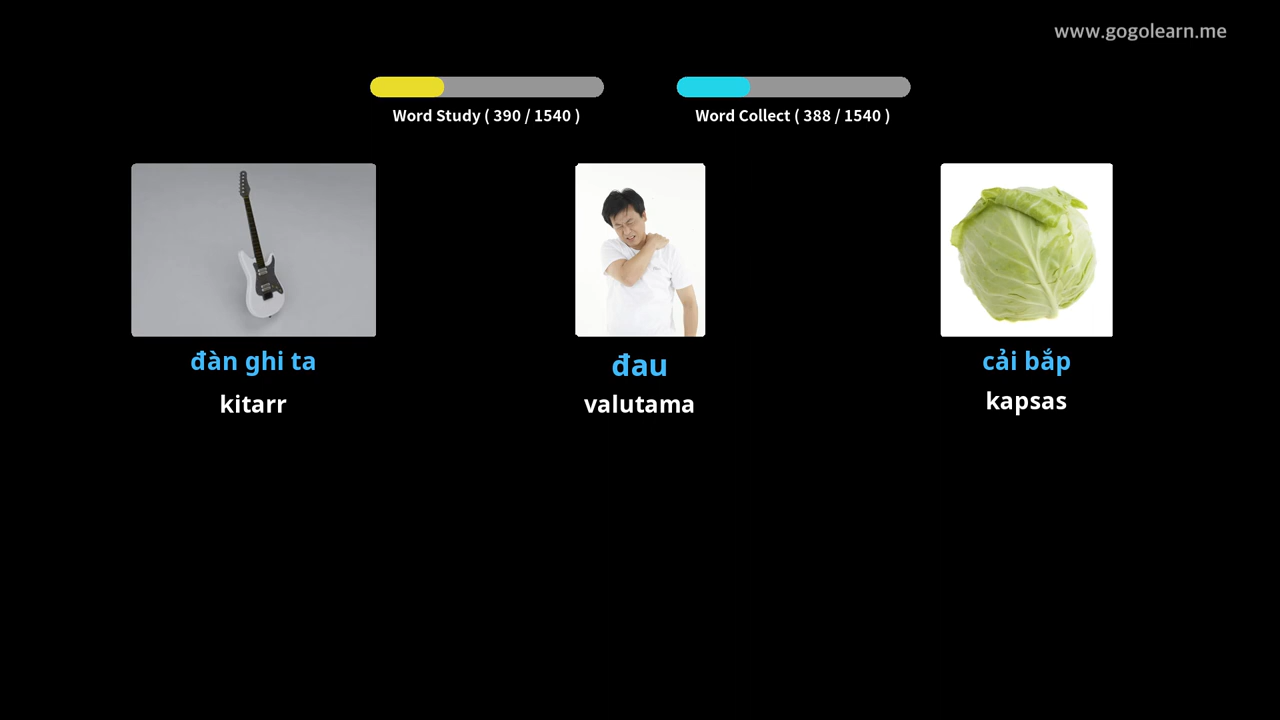 www.gogolearn.me
Word Study ( 390 / 1540 )
Word Collect ( 388 / 1540 )
đàn ghi ta
kitarr
đau
valutama
cải bắp
kapsas